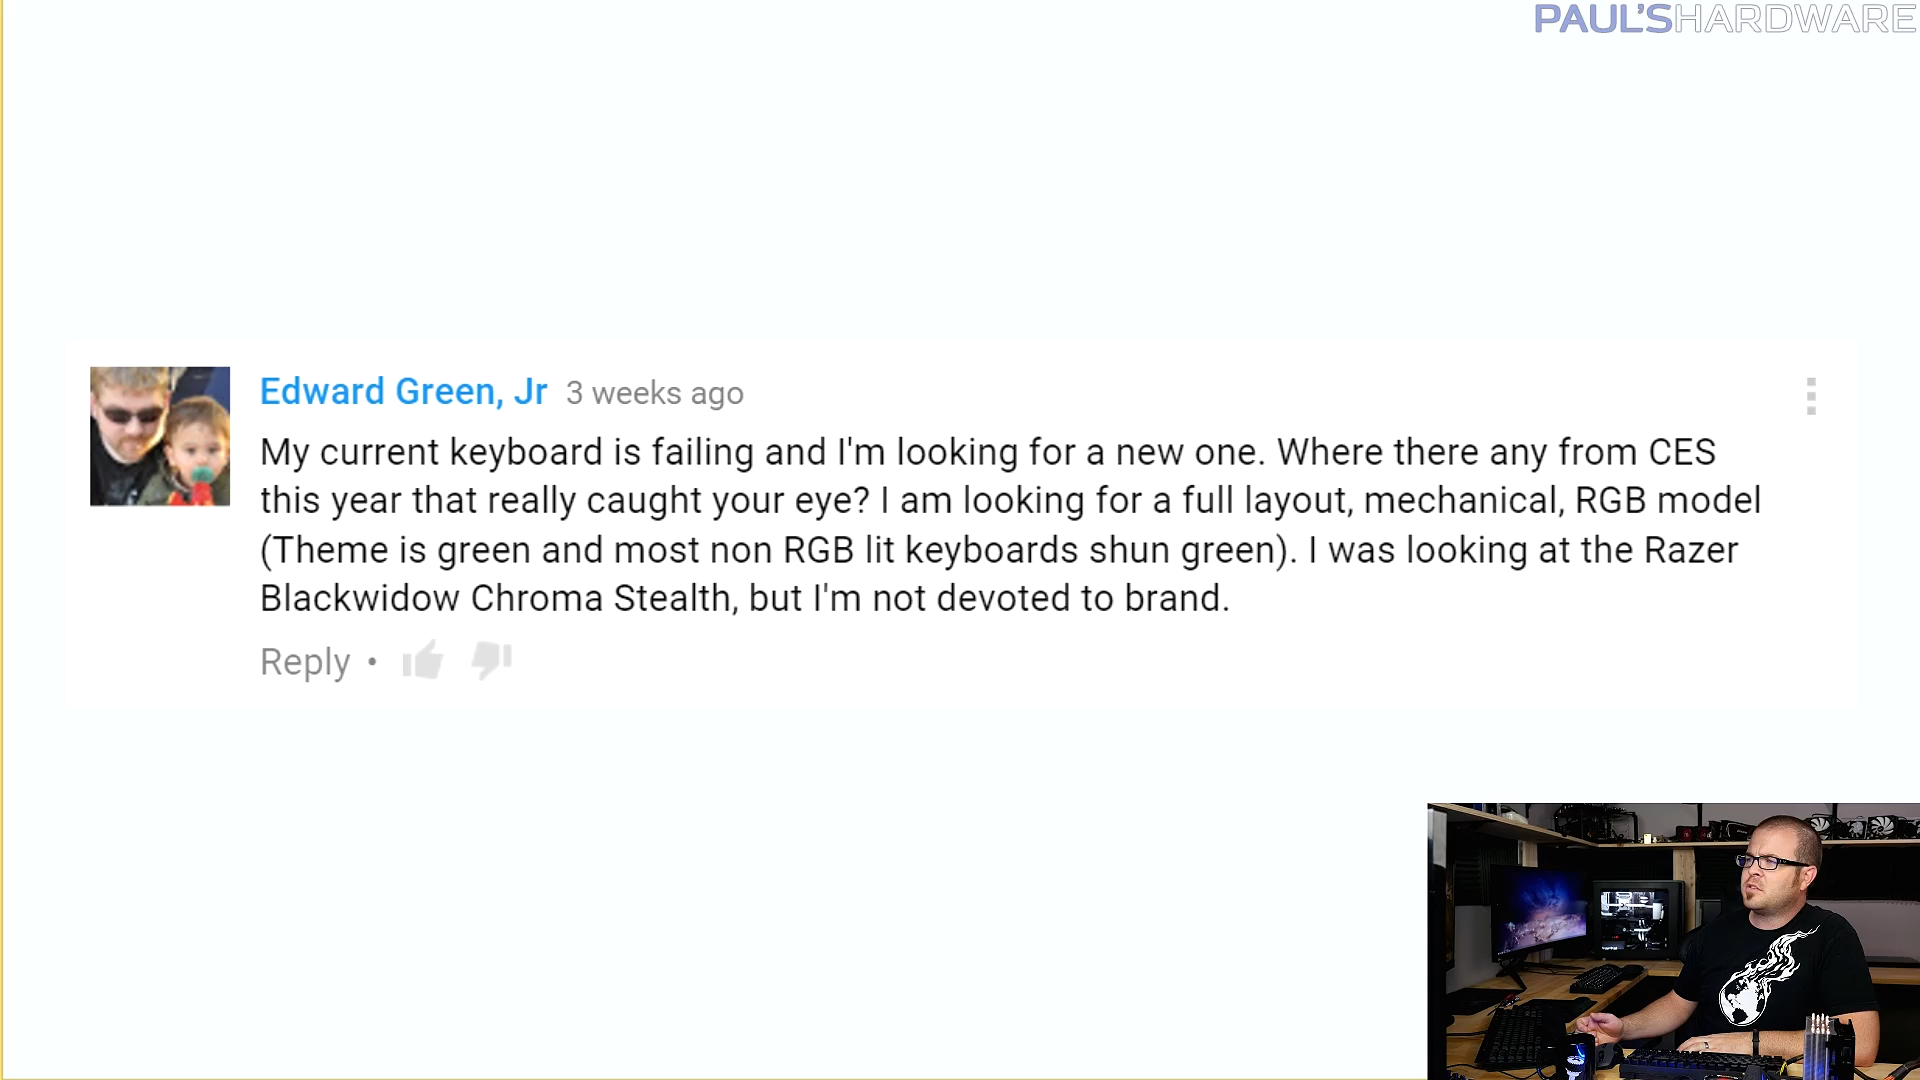 PAUL'SHARDWARE
Edward Green, Jr 3 weeks ago
My current keyboard is failing and I'm looking for a new one. Where there any from CES
this year that really caught your eye? I am looking for a full layout, mechanical, RGB model
(Theme is green and most non RGB lit keyboards shun green). I was looking at the Razer
Blackwidow Chroma Stealth, but I'm not devoted to brand.
Reply •